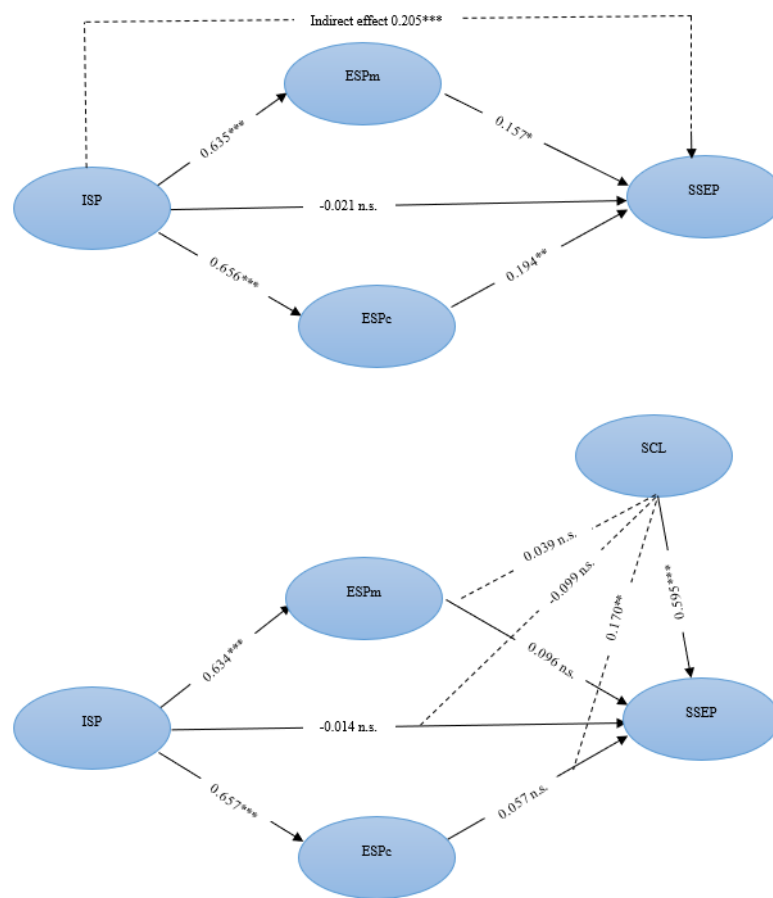 Indirect effect 0.205***
ESPm
0.635***
0.157*
ISP
-0.021 n.s.
SSEP
0.656***
0.194**
ESPc
SCL
0.039 n.s.
-0.099 n.s.
0.170**
0.595***
ESPm
0.634***
0.096 ns.
ISP
-0.014 n.s.
SSEP
0.657***
0.057 ns.
ESPc